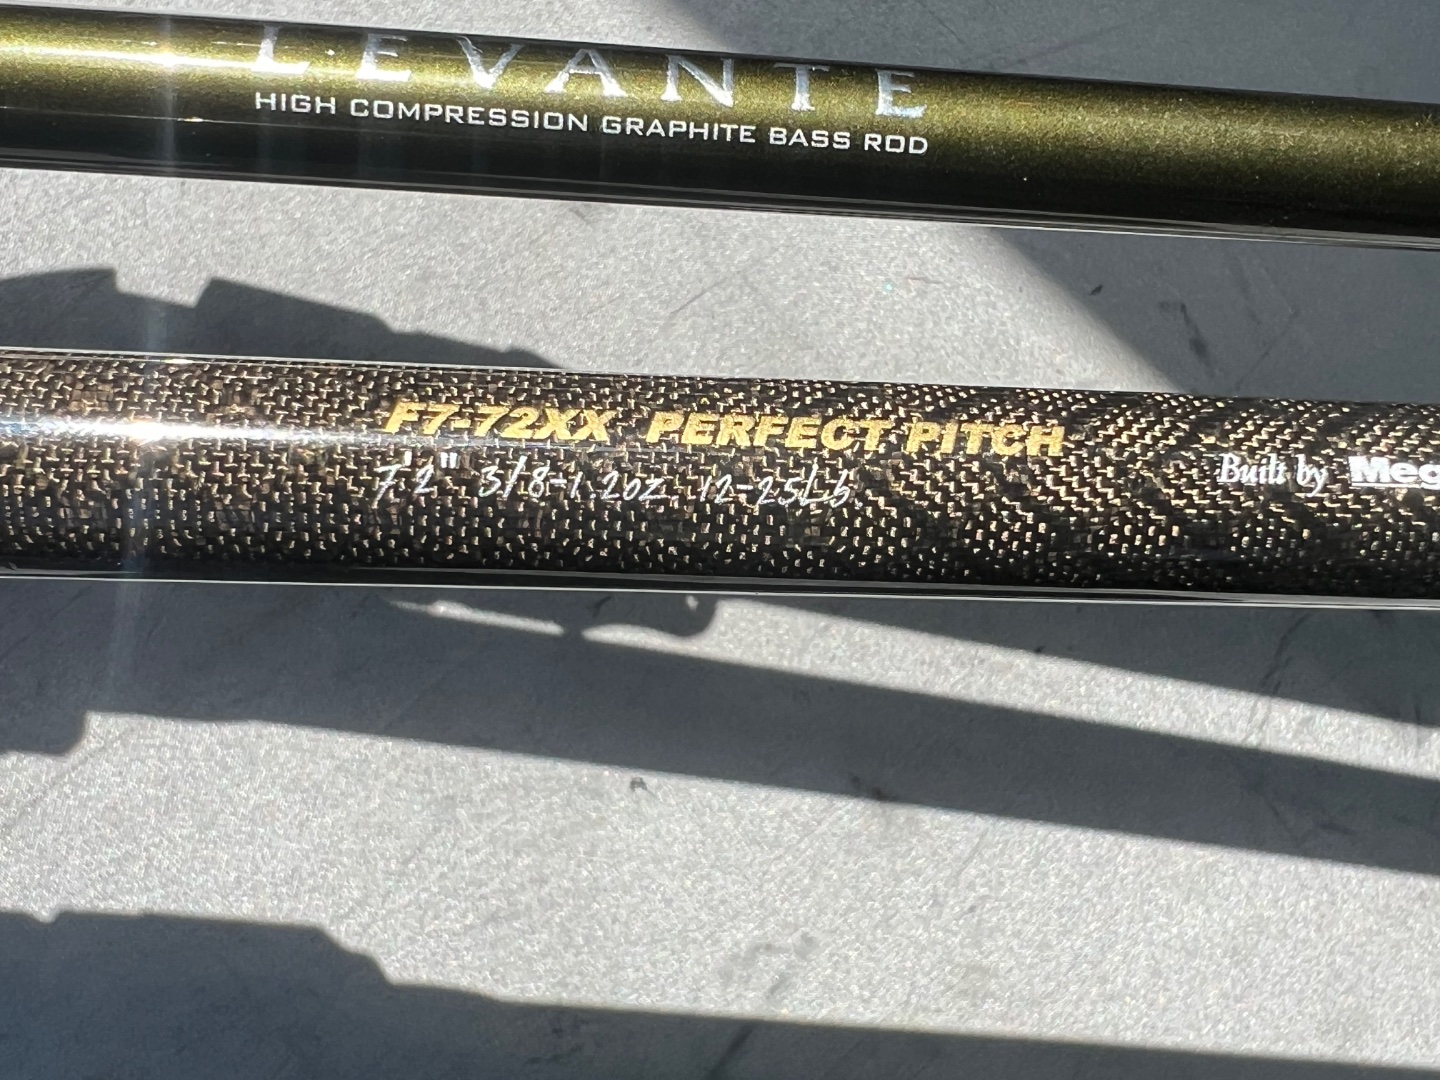 LEVANTE
HIGH COMPRESSION GRAPHITE BASS ROD
F7-72XX PERFECT PITCH
7'2" 3/8-1.2oz 12-25Lb
Built by Meg